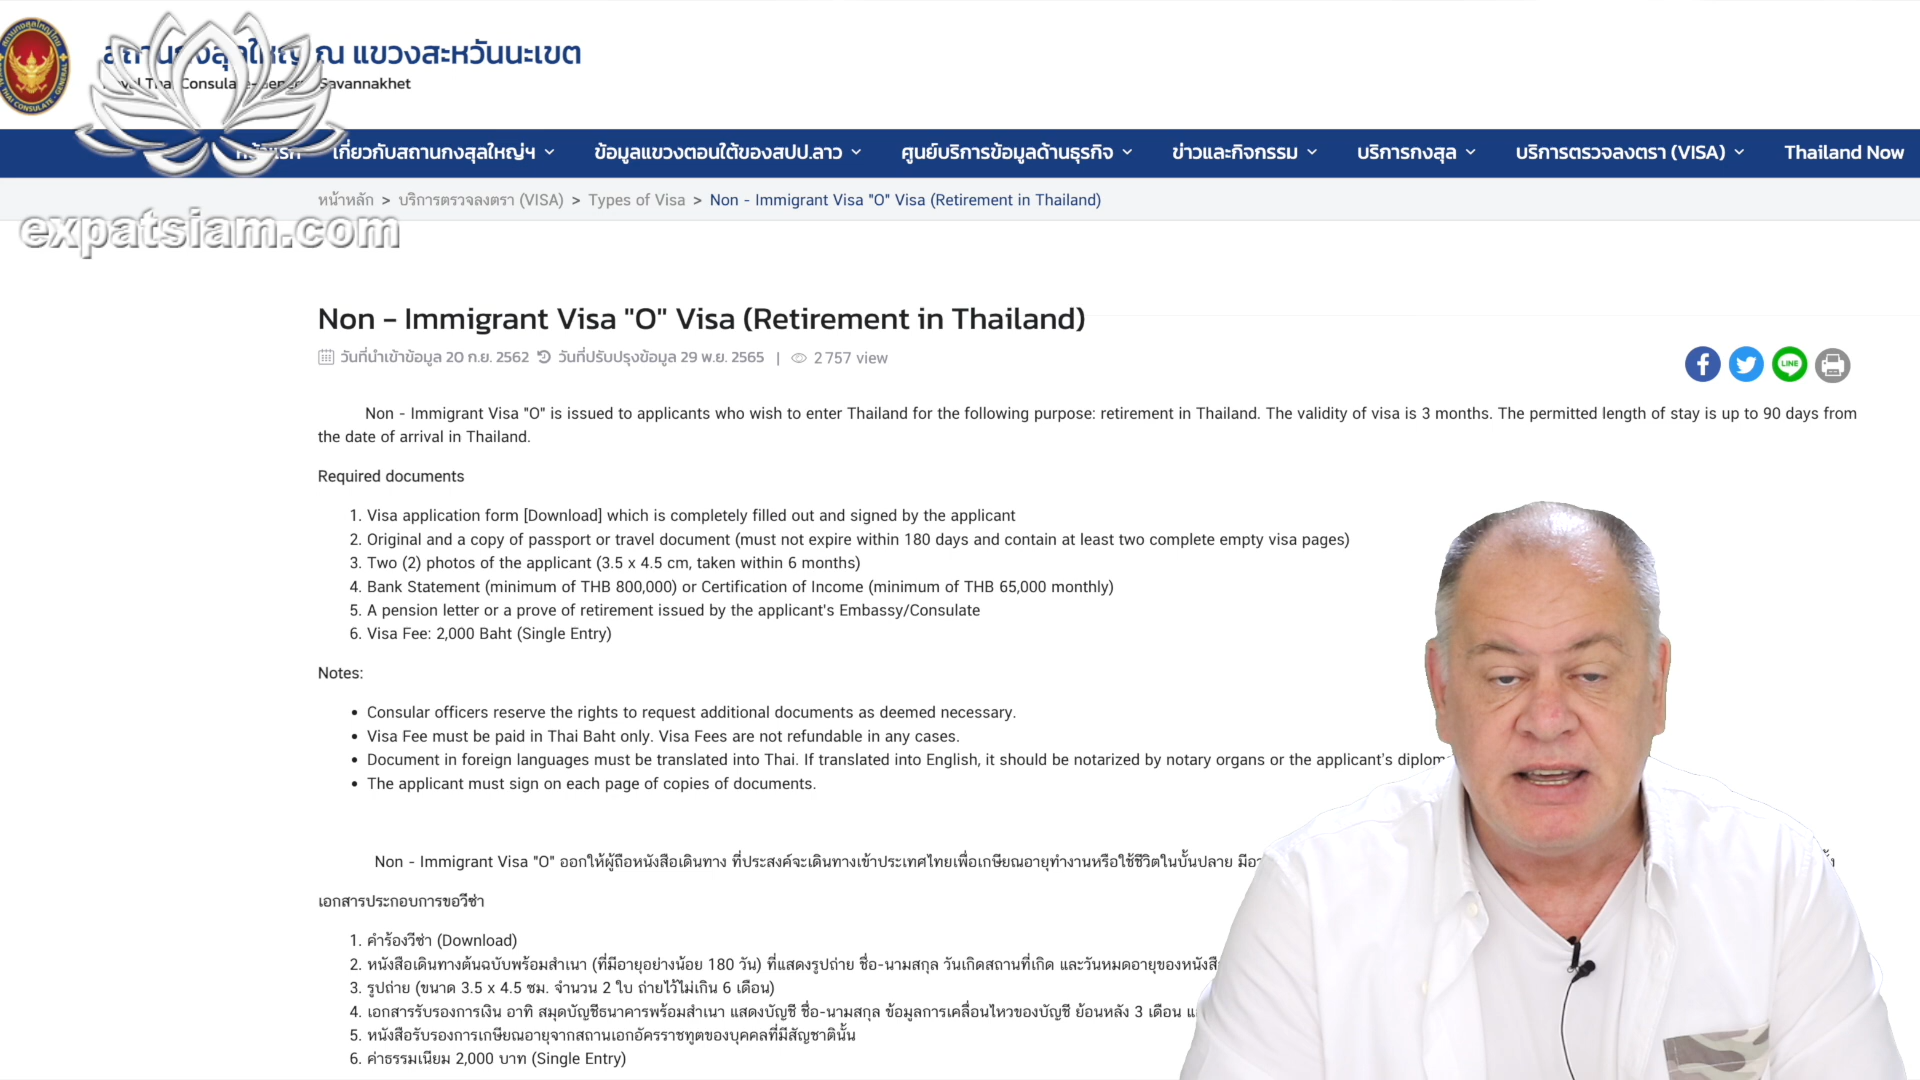 สถานกงสุลใหญ่ ณ แขวงสะหวันนะเขต
Royal Thai Consulate-General Savannakhet
expatsiam.com
หน้าแรก เกี่ยวกับสถานกงสุลใหญ่ฯ ข้อมูลแขวงตอนใต้ของสปป.ลาว ศูนย์บริการข้อมูลด้านธุรกิจ ข่าวและกิจกรรม บริการกงสุล บริการตรวจลงตรา (VISA) Thailand Now
หน้าหลัก > บริการตรวจลงตรา (VISA) > Types of Visa > Non - Immigrant Visa "O" Visa (Retirement in Thailand)
Non – Immigrant Visa "O" Visa (Retirement in Thailand)
วันที่นำเข้าข้อมูล 20 ก.ย. 2562 วันที่ปรับปรุงข้อมูล 29 พ.ย. 2565 | 2 757 view
LINE
Non - Immigrant Visa "O" is issued to applicants who wish to enter Thailand for the following purpose: retirement in Thailand. The validity of visa is 3 months. The permitted length of stay is up to 90 days from
the date of arrival in Thailand.
Required documents
1. Visa application form [Download] which is completely filled out and signed by the applicant
2. Original and a copy of passport or travel document (must not expire within 180 days and contain at least two complete empty visa pages)
3. Two (2) photos of the applicant (3.5 x 4.5 cm, taken within 6 months)
4. Bank Statement (minimum of THB 800,000) or Certification of Income (minimum of THB 65,000 monthly)
5. A pension letter or a prove of retirement issued by the applicant's Embassy/Consulate
6. Visa Fee: 2,000 Baht (Single Entry)
Notes:
• Consular officers reserve the rights to request additional documents as deemed necessary.
• Visa Fee must be paid in Thai Baht only. Visa Fees are not refundable in any cases.
• Document in foreign languages must be translated into Thai. If translated into English, it should be notarized by notary organs or the applicant's diplom
• The applicant must sign on each page of copies of documents.
Non - Immigrant Visa "O" ออกให้ผู้ถือหนังสือเดินทาง ที่ประสงค์จะเดินทางเข้าประเทศไทยเพื่อเกษียณอายุทำงานหรือใช้ชีวิตในบั้นปลาย
เอกสารประกอบการขอวีซ่า
1. คำร้องวีซ่า (Download)
2. หนังสือเดินทางต้นฉบับพร้อมสำเนา (ที่มีอายุอย่างน้อย 180 วัน) ที่แสดงรูปถ่าย ชื่อ-นามสกุล วันเกิดสถานที่เกิด และวันหมดอายุของหนังสื
3. รูปถ่าย (ขนาด 3.5 x 4.5 ซม. จำนวน 2 ใบ ถ่ายไว้ไม่เกิน 6 เดือน)
4. เอกสารรับรองการเงิน อาทิ สมุดบัญชีธนาคารพร้อมสำเนา แสดงบัญชี ชื่อ-นามสกุล ข้อมูลการเคลื่อนไหวของบัญชี ย้อนหลัง 3 เดือน
5. หนังสือรับรองการเกษียณอายุจากสถานเอกอัครราชทูตของบุคคลที่มีสัญชาตินั้น
6. ค่าธรรมเนียม 2,000 บาท (Single Entry)